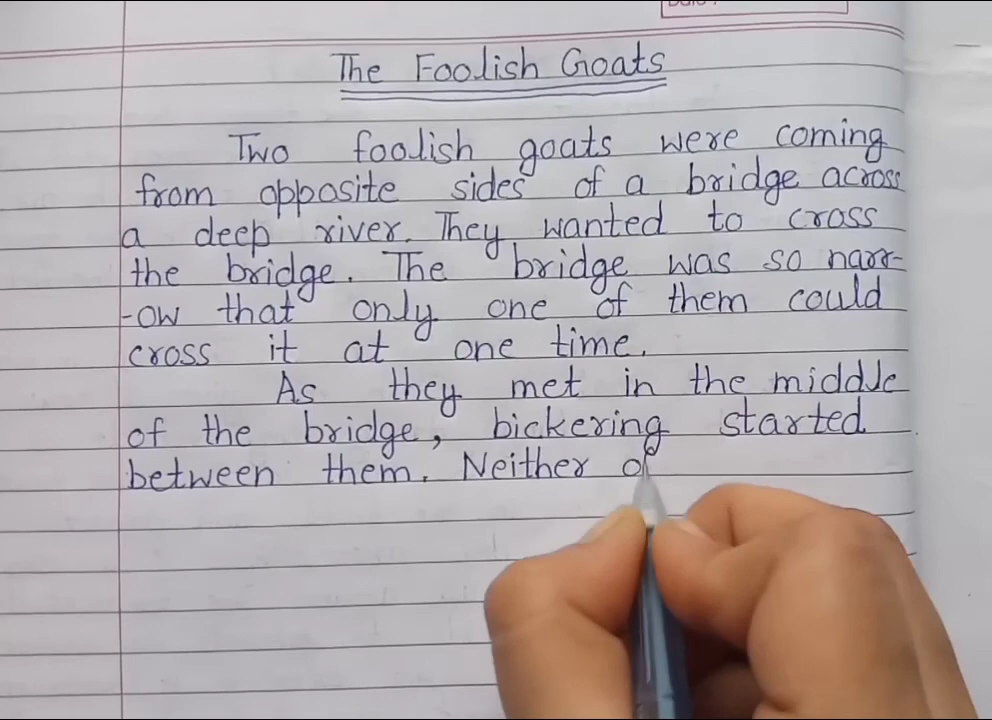 The Foolish Goats
Two foolish goats were coming
from opposite sides of a bridge across
a deep river. They wanted to cross
the bridge. The bridge was so narr-
-ow that only one of them could
cross it at one time.
As they met in the middle
of the bridge, bickering started
between them. Neither of